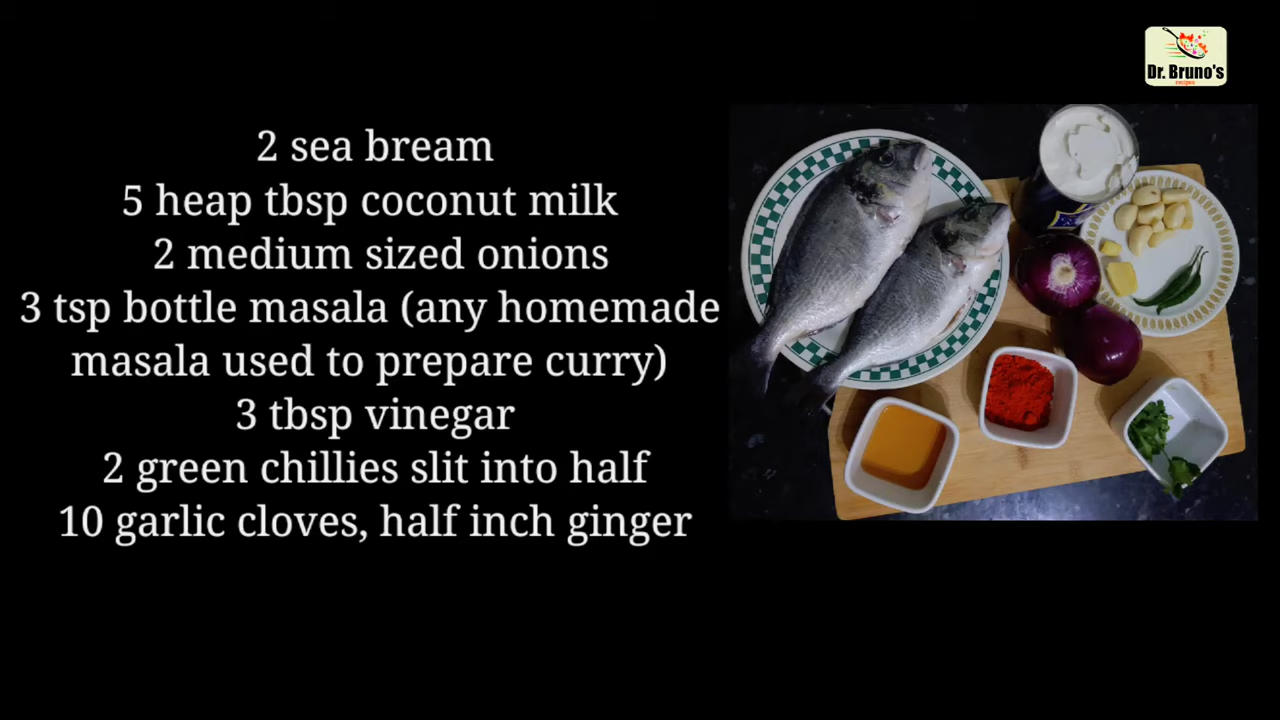 Dr. Bruno's
recipes
2 sea bream
5 heap tbsp coconut milk
2 medium sized onions
3 tsp bottle masala (any homemade
masala used to prepare curry)
3 tbsp vinegar
2 green chillies slit into half
10 garlic cloves, half inch ginger